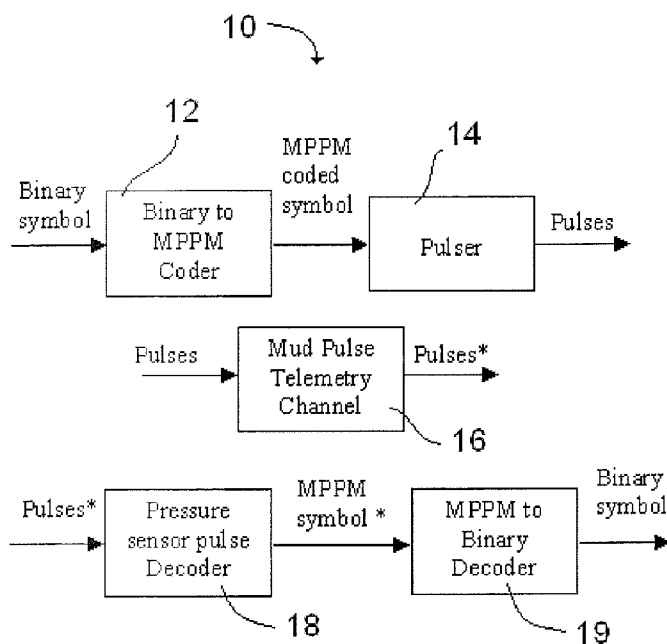 10
12
14
Binary
symbol
Binary to
MPPM
Coder
MPPM
coded
symbol
Pulser
Pulses
Pulses
Mud Pulse
Telemetry
Channel
Pulses*
16
Pulses*
Pressure
sensor pulse
Decoder
MPPM
symbol *
MPPM to
Binary
Decoder
Binary
symbol
18
19